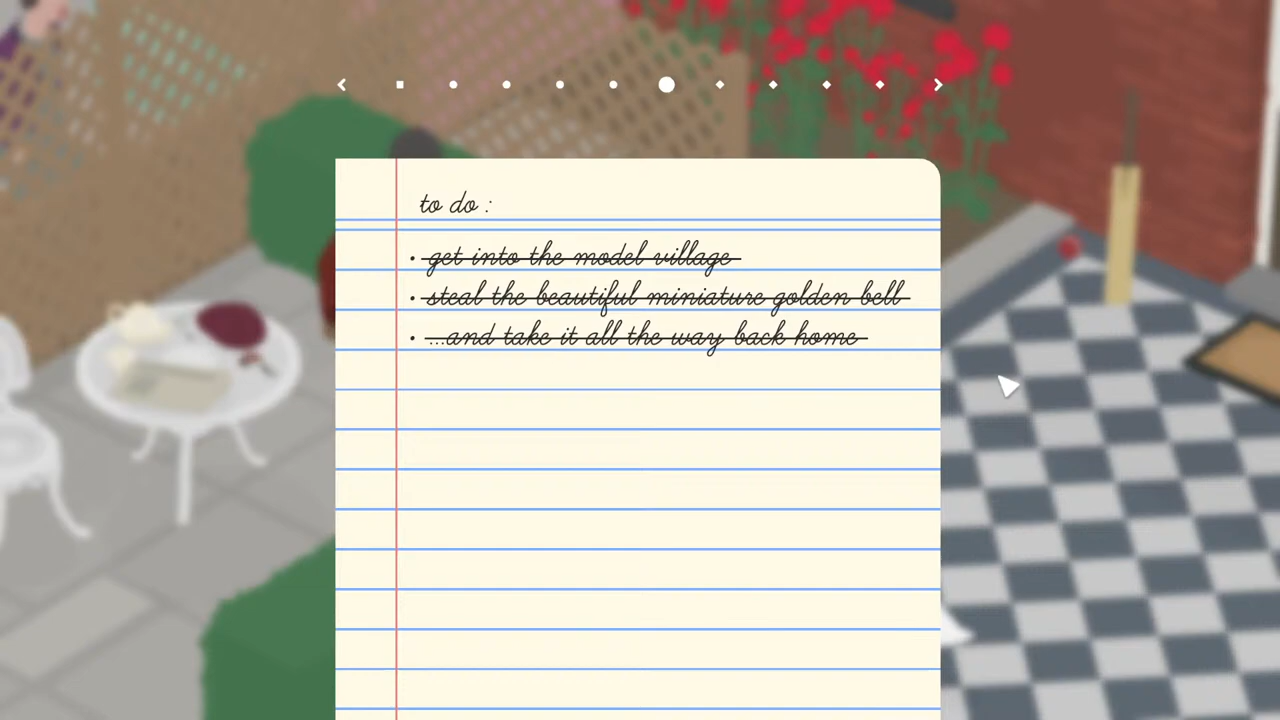 to do :
• get into the model village
• steal the beautiful miniature golden bell
• ...and take it all the way back home